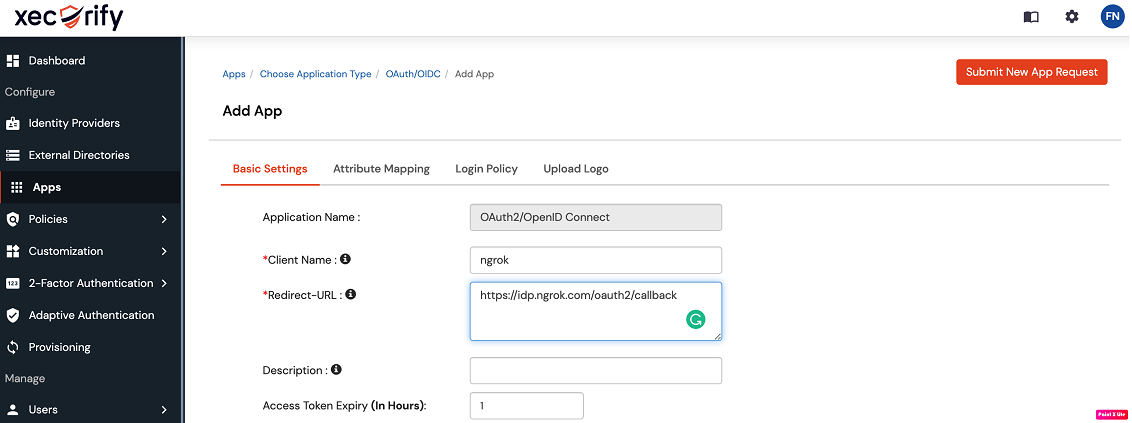 xecurify
FN
Dashboard
Configure
Identity Providers
External Directories
Apps
Policies
Customization
123 2-Factor Authentication
Adaptive Authentication
Provisioning
Manage
Users
Apps / Choose Application Type / OAuth/OIDC / Add App
Submit New App Request
Add App
Basic Settings Attribute Mapping Login Policy Upload Logo
Application Name : OAuth2/OpenID Connect
*Client Name : ngrok
*Redirect-URL : https://idp.ngrok.com/oauth2/callback
Description :
Access Token Expiry (In Hours): 1
Paint X lite